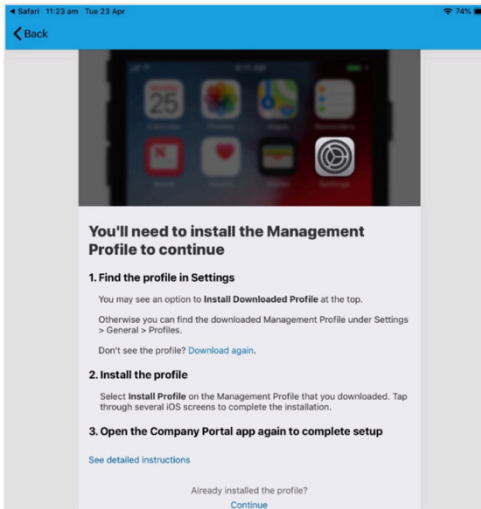 Safari 11:23 am Tue 23 Apr 74%
Back
25
You'll need to install the Management
Profile to continue
1. Find the profile in Settings
You may see an option to Install Downloaded Profile at the top.
Otherwise you can find the downloaded Management Profile under Settings
> General > Profiles.
Don't see the profile? Download again.
2. Install the profile
Select Install Profile on the Management Profile that you downloaded. Tap
through several iOS screens to complete the installation.
3. Open the Company Portal app again to complete setup
See detailed instructions
Already installed the profile?
Continue